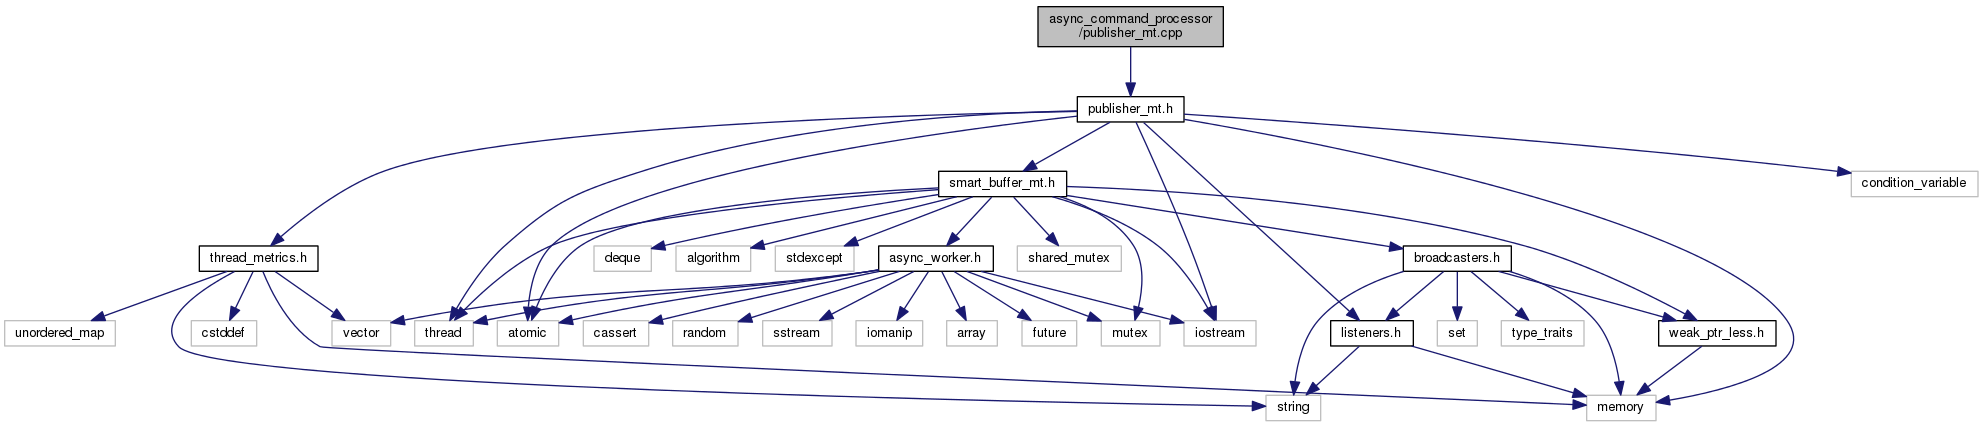 async_command_processor
/publisher_mt.cpp
publisher_mt.h
smart_buffer_mt.h
condition_variable
thread_metrics.h
deque
algorithm
stdexcept
async_worker.h
shared_mutex
broadcasters.h
unordered_map
cstddef
vector
thread
atomic
cassert
random
sstream
iomanip
array
future
mutex
iostream
listeners.h
set
type_traits
weak_ptr_less.h
string
memory